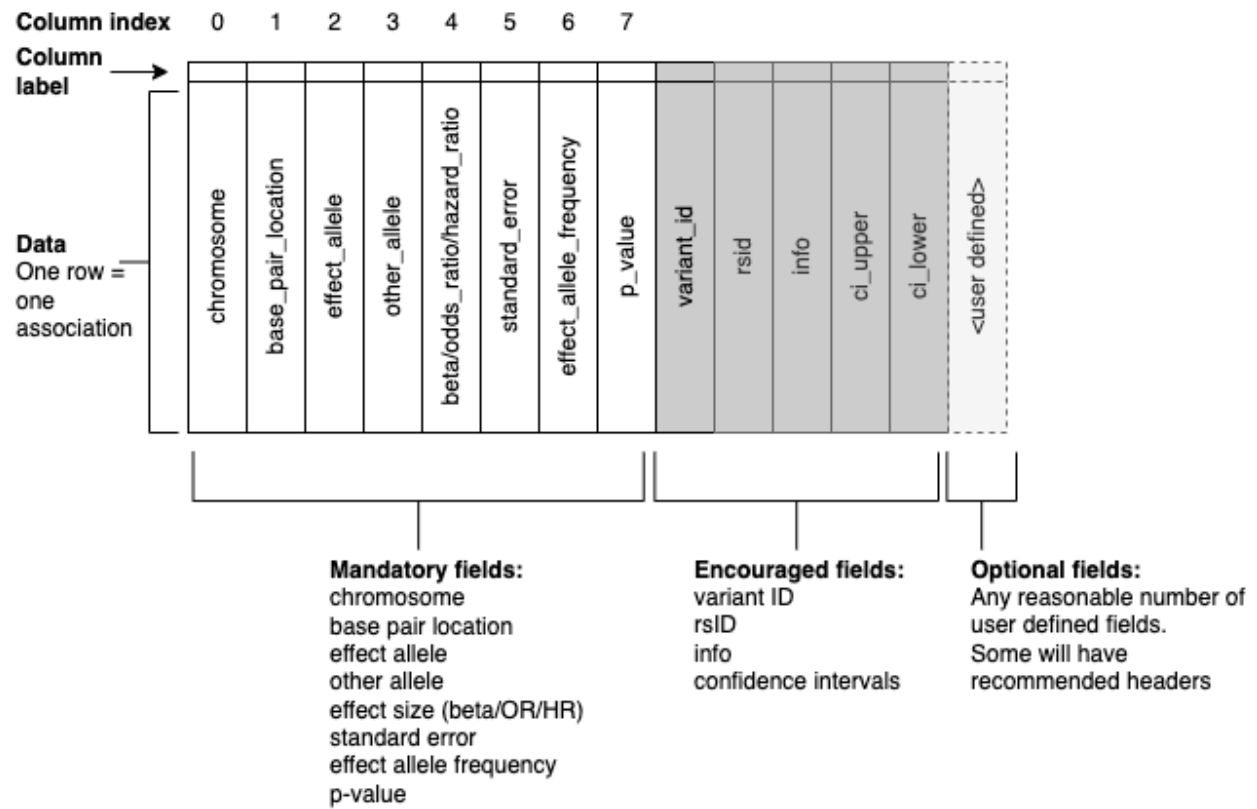 Column index 0 1 2 3 4 5 6 7
Column
label
Data
One row =
one
association
chromosome
base_pair_location
effect_allele
other_allele
beta/odds_ratio/hazard_ratio
standard_error
effect_allele_frequency
p_value
variant_id
rsid
info
ci_upper
ci_lower
<user defined>
Mandatory fields:
chromosome
base pair location
effect allele
other allele
effect size (beta/OR/HR)
standard error
effect allele frequency
p-value
Encouraged fields:
variant ID
rsID
info
confidence intervals
Optional fields:
Any reasonable number of
user defined fields.
Some will have
recommended headers